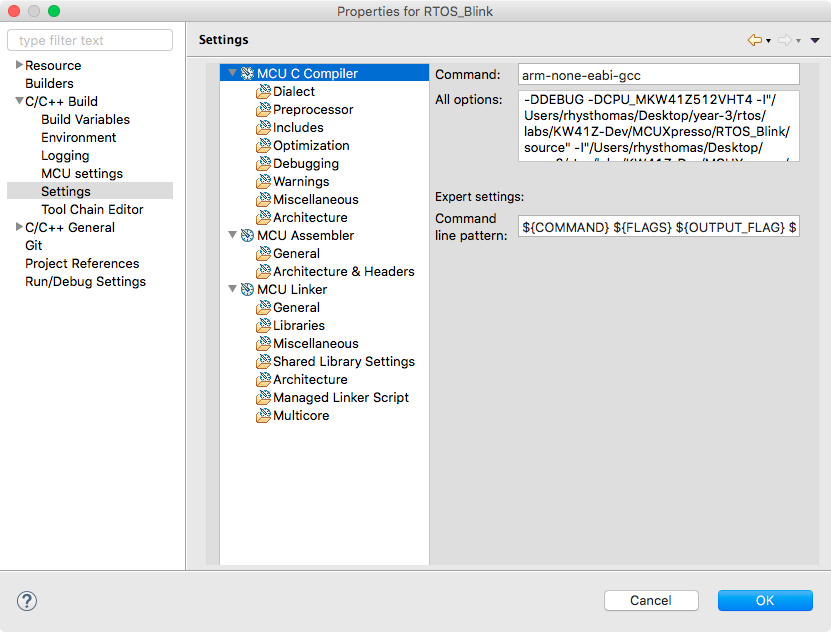 Properties for RTOS_Blink
type filter text
Resource
Builders
C/C++ Build
Build Variables
Environment
Logging
MCU settings
Settings
Tool Chain Editor
C/C++ General
Git
Project References
Run/Debug Settings
Settings
MCU C Compiler
Dialect
Preprocessor
Includes
Optimization
Debugging
Warnings
Miscellaneous
Architecture
MCU Assembler
General
Architecture & Headers
MCU Linker
General
Libraries
Miscellaneous
Shared Library Settings
Architecture
Managed Linker Script
Multicore
Command:
arm-none-eabi-gcc
All options:
-DDEBUG -DCPU_MKW41Z512VHT4 -I"/
Users/rhysthomas/Desktop/year-3/rtos/
labs/KW41Z-Dev/MCUXpresso/RTOS_Blink/
source" -I"/Users/rhysthomas/Desktop/
Expert settings:
Command
line pattern:
${COMMAND} ${FLAGS} ${OUTPUT_FLAG} $
Cancel
OK